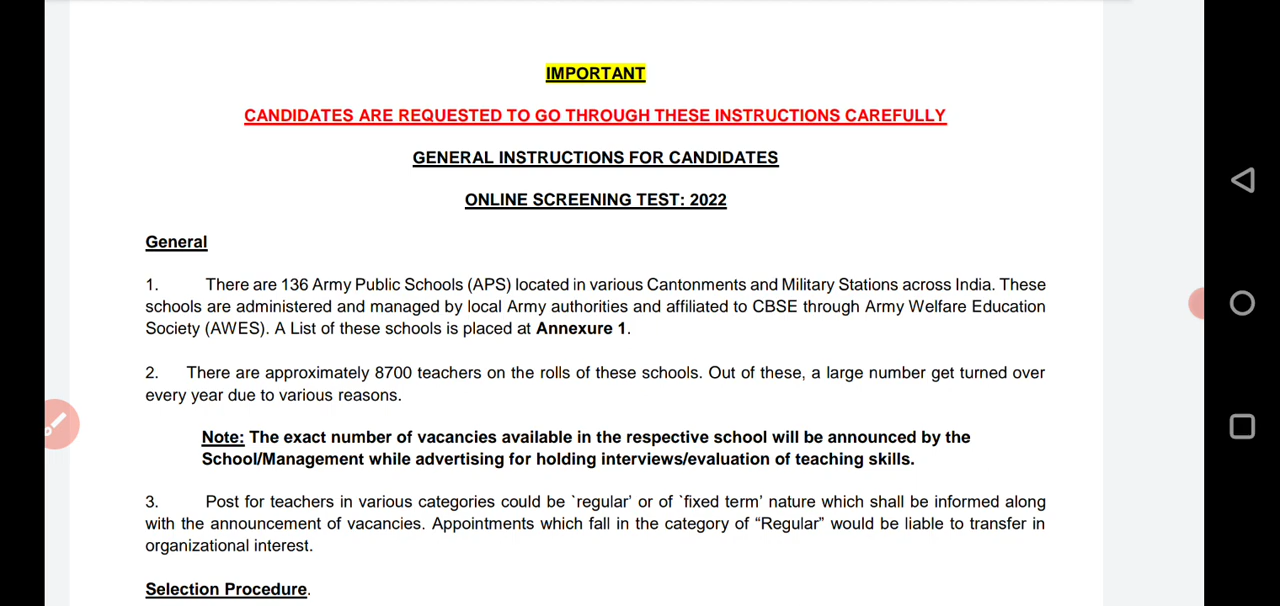 IMPORTANT
CANDIDATES ARE REQUESTED TO GO THROUGH THESE INSTRUCTIONS CAREFULLY
GENERAL INSTRUCTIONS FOR CANDIDATES
ONLINE SCREENING TEST: 2022
General
1. There are 136 Army Public Schools (APS) located in various Cantonments and Military Stations across India. These
schools are administered and managed by local Army authorities and affiliated to CBSE through Army Welfare Education
Society (AWES). A List of these schools is placed at Annexure 1.
2. There are approximately 8700 teachers on the rolls of these schools. Out of these, a large number get turned over
every year due to various reasons.
Note: The exact number of vacancies available in the respective school will be announced by the
School/Management while advertising for holding interviews/evaluation of teaching skills.
3. Post for teachers in various categories could be `regular’ or of `fixed term’ nature which shall be informed along
with the announcement of vacancies. Appointments which fall in the category of “Regular” would be liable to transfer in
organizational interest.
Selection Procedure.